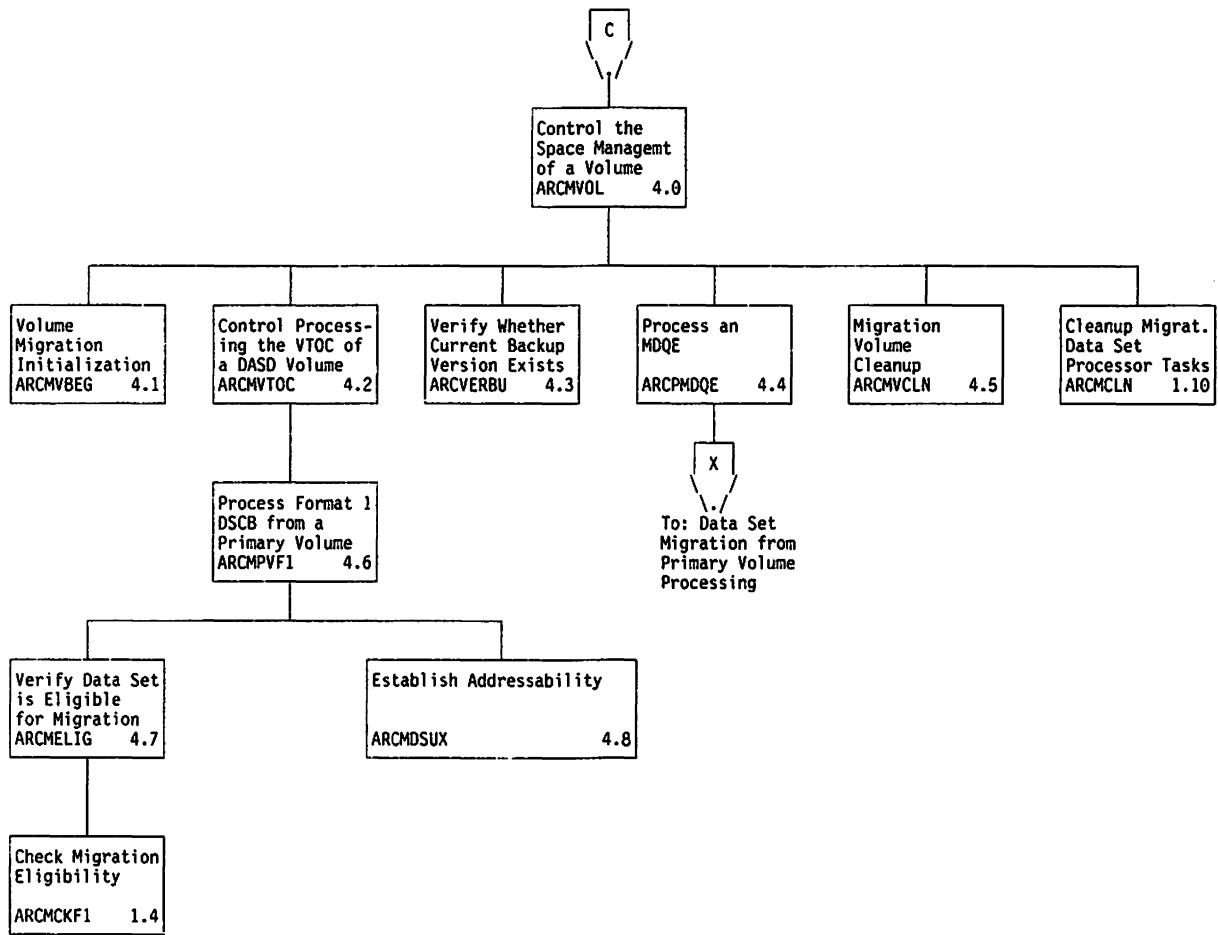 C
Control the
Space Managemt
of a Volume
ARCMVOL 4.0
Volume
Migration
Initialization
ARCMVBEG 4.1
Control Process-
ing the VTOC of
a DASD Volume
ARCMVTOC 4.2
Verify Whether
Current Backup
Version Exists
ARCVERBU 4.3
Process an
MDQE
ARCPMDQE 4.4
Migration
Volume
Cleanup
ARCMVCLN 4.5
Cleanup Migrat.
Data Set
Processor Tasks
ARCMCLN 1.10
X
To: Data Set
Migration from
Primary Volume
Processing
Process Format 1
DSCB from a
Primary Volume
ARCMPVF1 4.6
Verify Data Set
is Eligible
for Migration
ARCMELIG 4.7
Establish Addressability
ARCMDSUX 4.8
Check Migration
Eligibility
ARCMCKF1 1.4